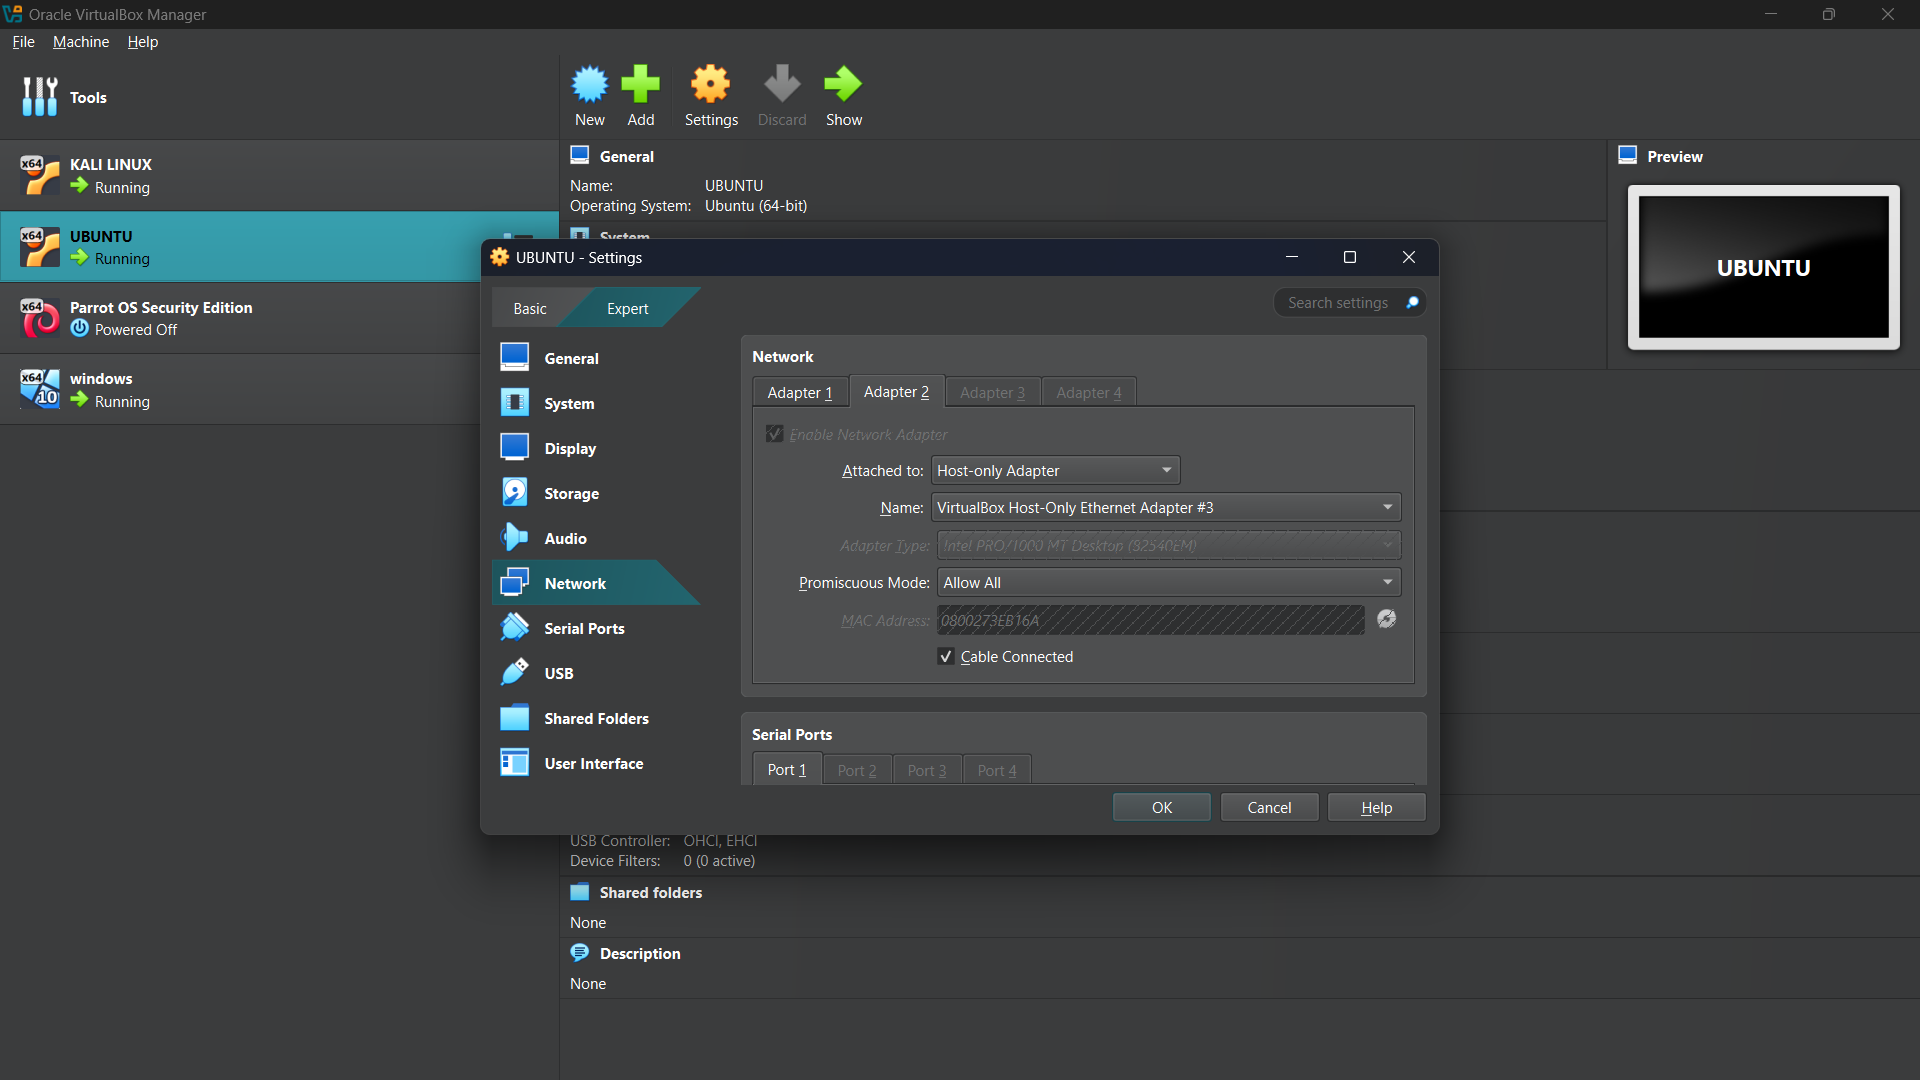 Oracle VirtualBox Manager
File Machine Help
Tools
New Add Settings Discard Show
x64 KALI LINUX
Running
x64 UBUNTU
Running
x64 Parrot OS Security Edition
Powered Off
x64 10 windows
Running
General
Name: UBUNTU
Operating System: Ubuntu (64-bit)
System
Preview
UBUNTU
UBUNTU - Settings
Basic Expert
Search settings
General
System
Display
Storage
Audio
Network
Serial Ports
USB
Shared Folders
User Interface
Network
Adapter 1 Adapter 2 Adapter 3 Adapter 4
Enable Network Adapter
Attached to: Host-only Adapter
Name: VirtualBox Host-Only Ethernet Adapter #3
Adapter Type: Intel PRO/1000 MT Desktop (82540EM)
Promiscuous Mode: Allow All
MAC Address: 0800273EB16A
Cable Connected
Serial Ports
Port 1 Port 2 Port 3 Port 4
OK Cancel Help
USB Controller: OHCI, EHCI
Device Filters: 0 (0 active)
Shared folders
None
Description
None